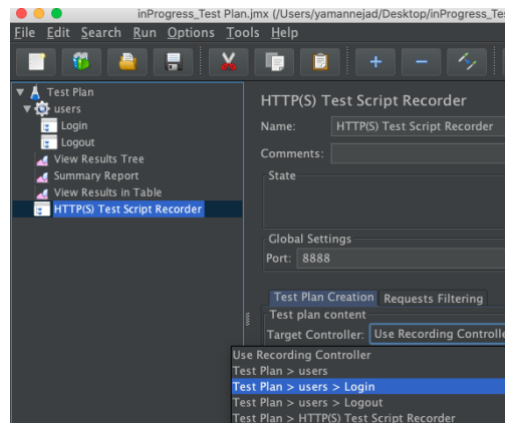 inProgress_Test Plan.jmx (/Users/yamannejad/Desktop/inProgress_Tes
File Edit Search Run Options Tools Help
Test Plan
users
Login
Logout
View Results Tree
Summary Report
View Results in Table
HTTP(S) Test Script Recorder
HTTP(S) Test Script Recorder
Name: HTTP(S) Test Script Recorder
Comments:
State
Global Settings
Port: 8888
Test Plan Creation Requests Filtering
Test plan content
Target Controller: Use Recording Controlle
Use Recording Controller
Test Plan > users
Test Plan > users > Login
Test Plan > users > Logout
Test Plan > HTTP(S) Test Script Recorder